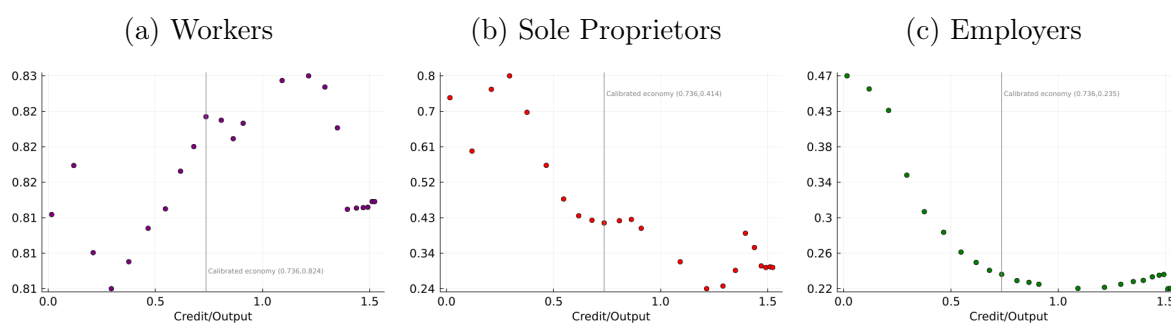 (a) Workers
0.83
0.82
0.82
0.82
0.81
0.81
0.81
Calibrated economy (0.736,0.824)
0.0 0.5 1.0 1.5
Credit/Output
(b) Sole Proprietors
0.8
0.7
0.61
0.52
0.43
0.34
0.24
Calibrated economy (0.736,0.414)
0.0 0.5 1.0 1.5
Credit/Output
(c) Employers
0.47
0.43
0.38
0.34
0.3
0.26
0.22
Calibrated economy (0.736,0.235)
0.0 0.5 1.0 1.5
Credit/Output